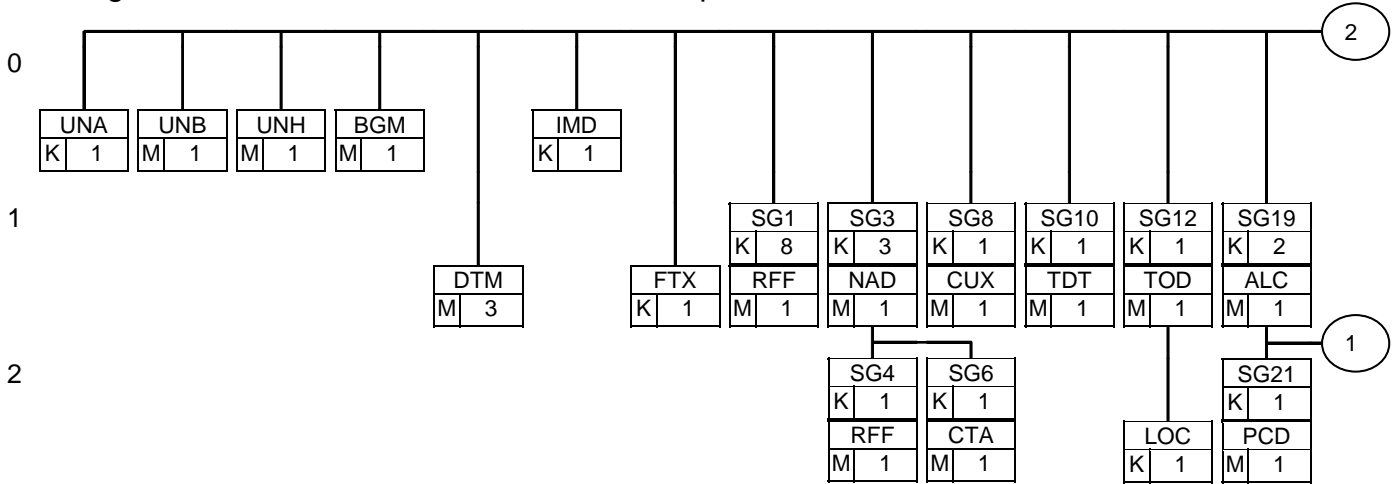 2
0
UNA UNB UNH BGM IMD
K 1 M 1 M 1 M 1 K 1
1
SG1 SG3 SG8 SG10 SG12 SG19
K 8 K 3 K 1 K 1 K 1 K 2
DTM FTX RFF NAD CUX TDT TOD ALC
M 3 K 1 M 1 M 1 M 1 M 1 M 1 M 1
1
2
SG4 SG6 SG21
K 1 K 1 K 1
RFF CTA LOC PCD
M 1 M 1 K 1 M 1